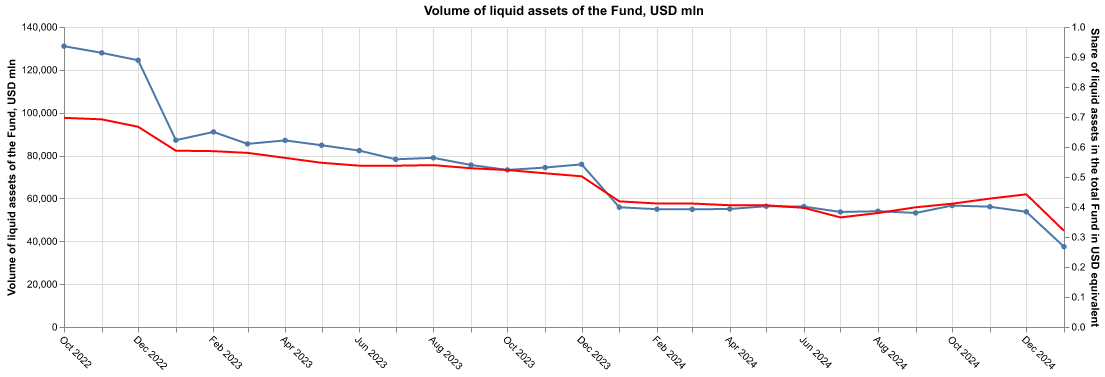 Volume of liquid assets of the Fund, USD mln
Volume of liquid assets of the Fund, USD mln
140,000
120,000
100,000
80,000
60,000
40,000
20,000
0
1.0
0.9
0.8
0.7
0.6
0.5
0.4
0.3
0.2
0.1
0.0
Share of liquid assets in the total Fund in USD equivalent
Oct 2022
Dec 2022
Feb 2023
Apr 2023
Jun 2023
Aug 2023
Oct 2023
Dec 2023
Feb 2024
Apr 2024
Jun 2024
Aug 2024
Oct 2024
Dec 2024